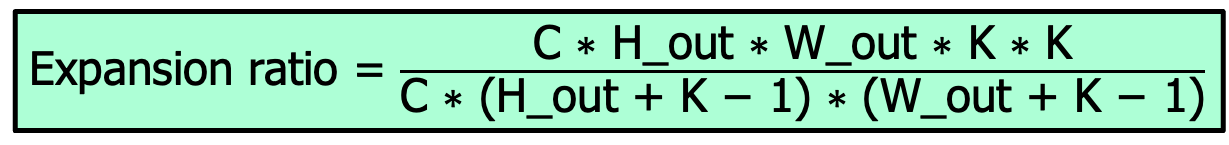 Expansion ratio = C * H_out * W_out * K * K
C * (H_out + K − 1) * (W_out + K − 1)